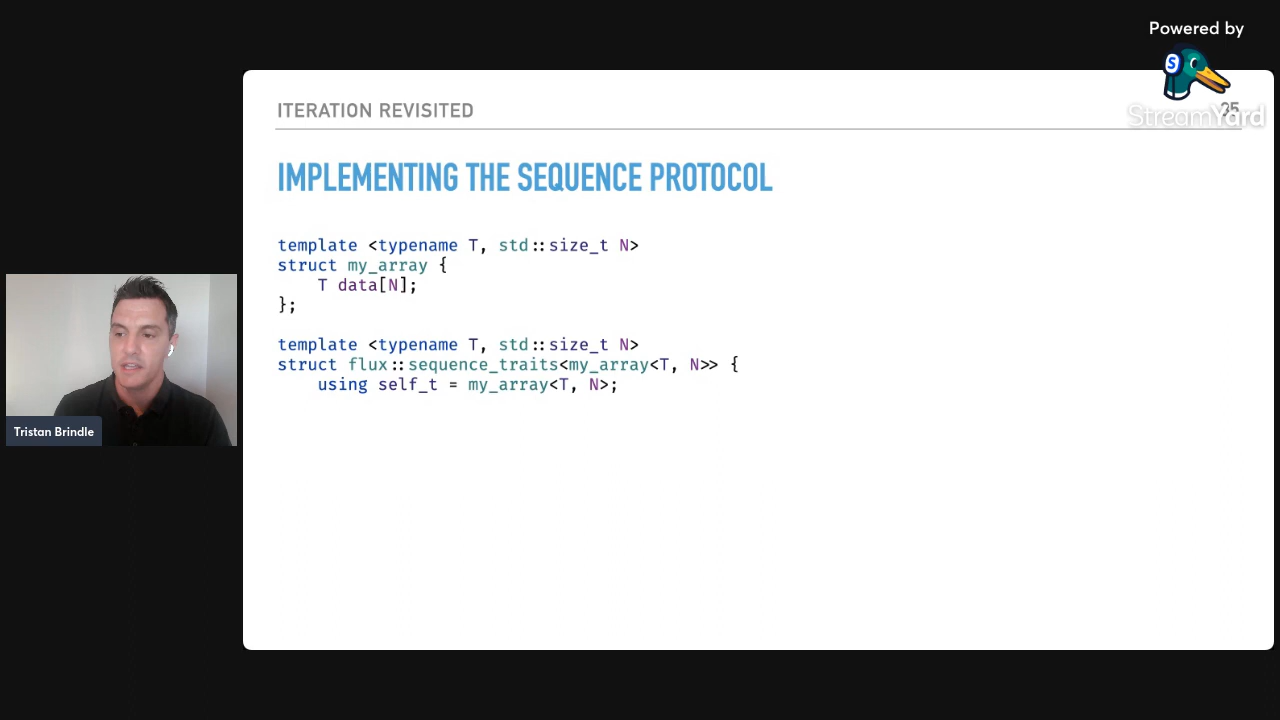 Powered by
S
StreamYard
ITERATION REVISITED
35
IMPLEMENTING THE SEQUENCE PROTOCOL
template <typename T, std::size_t N>
struct my_array {
    T data[N];
};
template <typename T, std::size_t N>
struct flux::sequence_traits<my_array<T, N>> {
    using self_t = my_array<T, N>;
Tristan Brindle